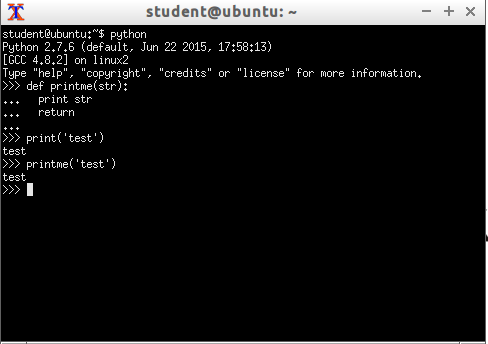 student@ubuntu: ~
student@ubuntu:~$ python
Python 2.7.6 (default, Jun 22 2015, 17:58:13)
[GCC 4.8.2] on linux2
Type "help", "copyright", "credits" or "license" for more information.
>>> def printme(str):
...   print str
...   return
...
>>> print('test')
test
>>> printme('test')
test
>>>